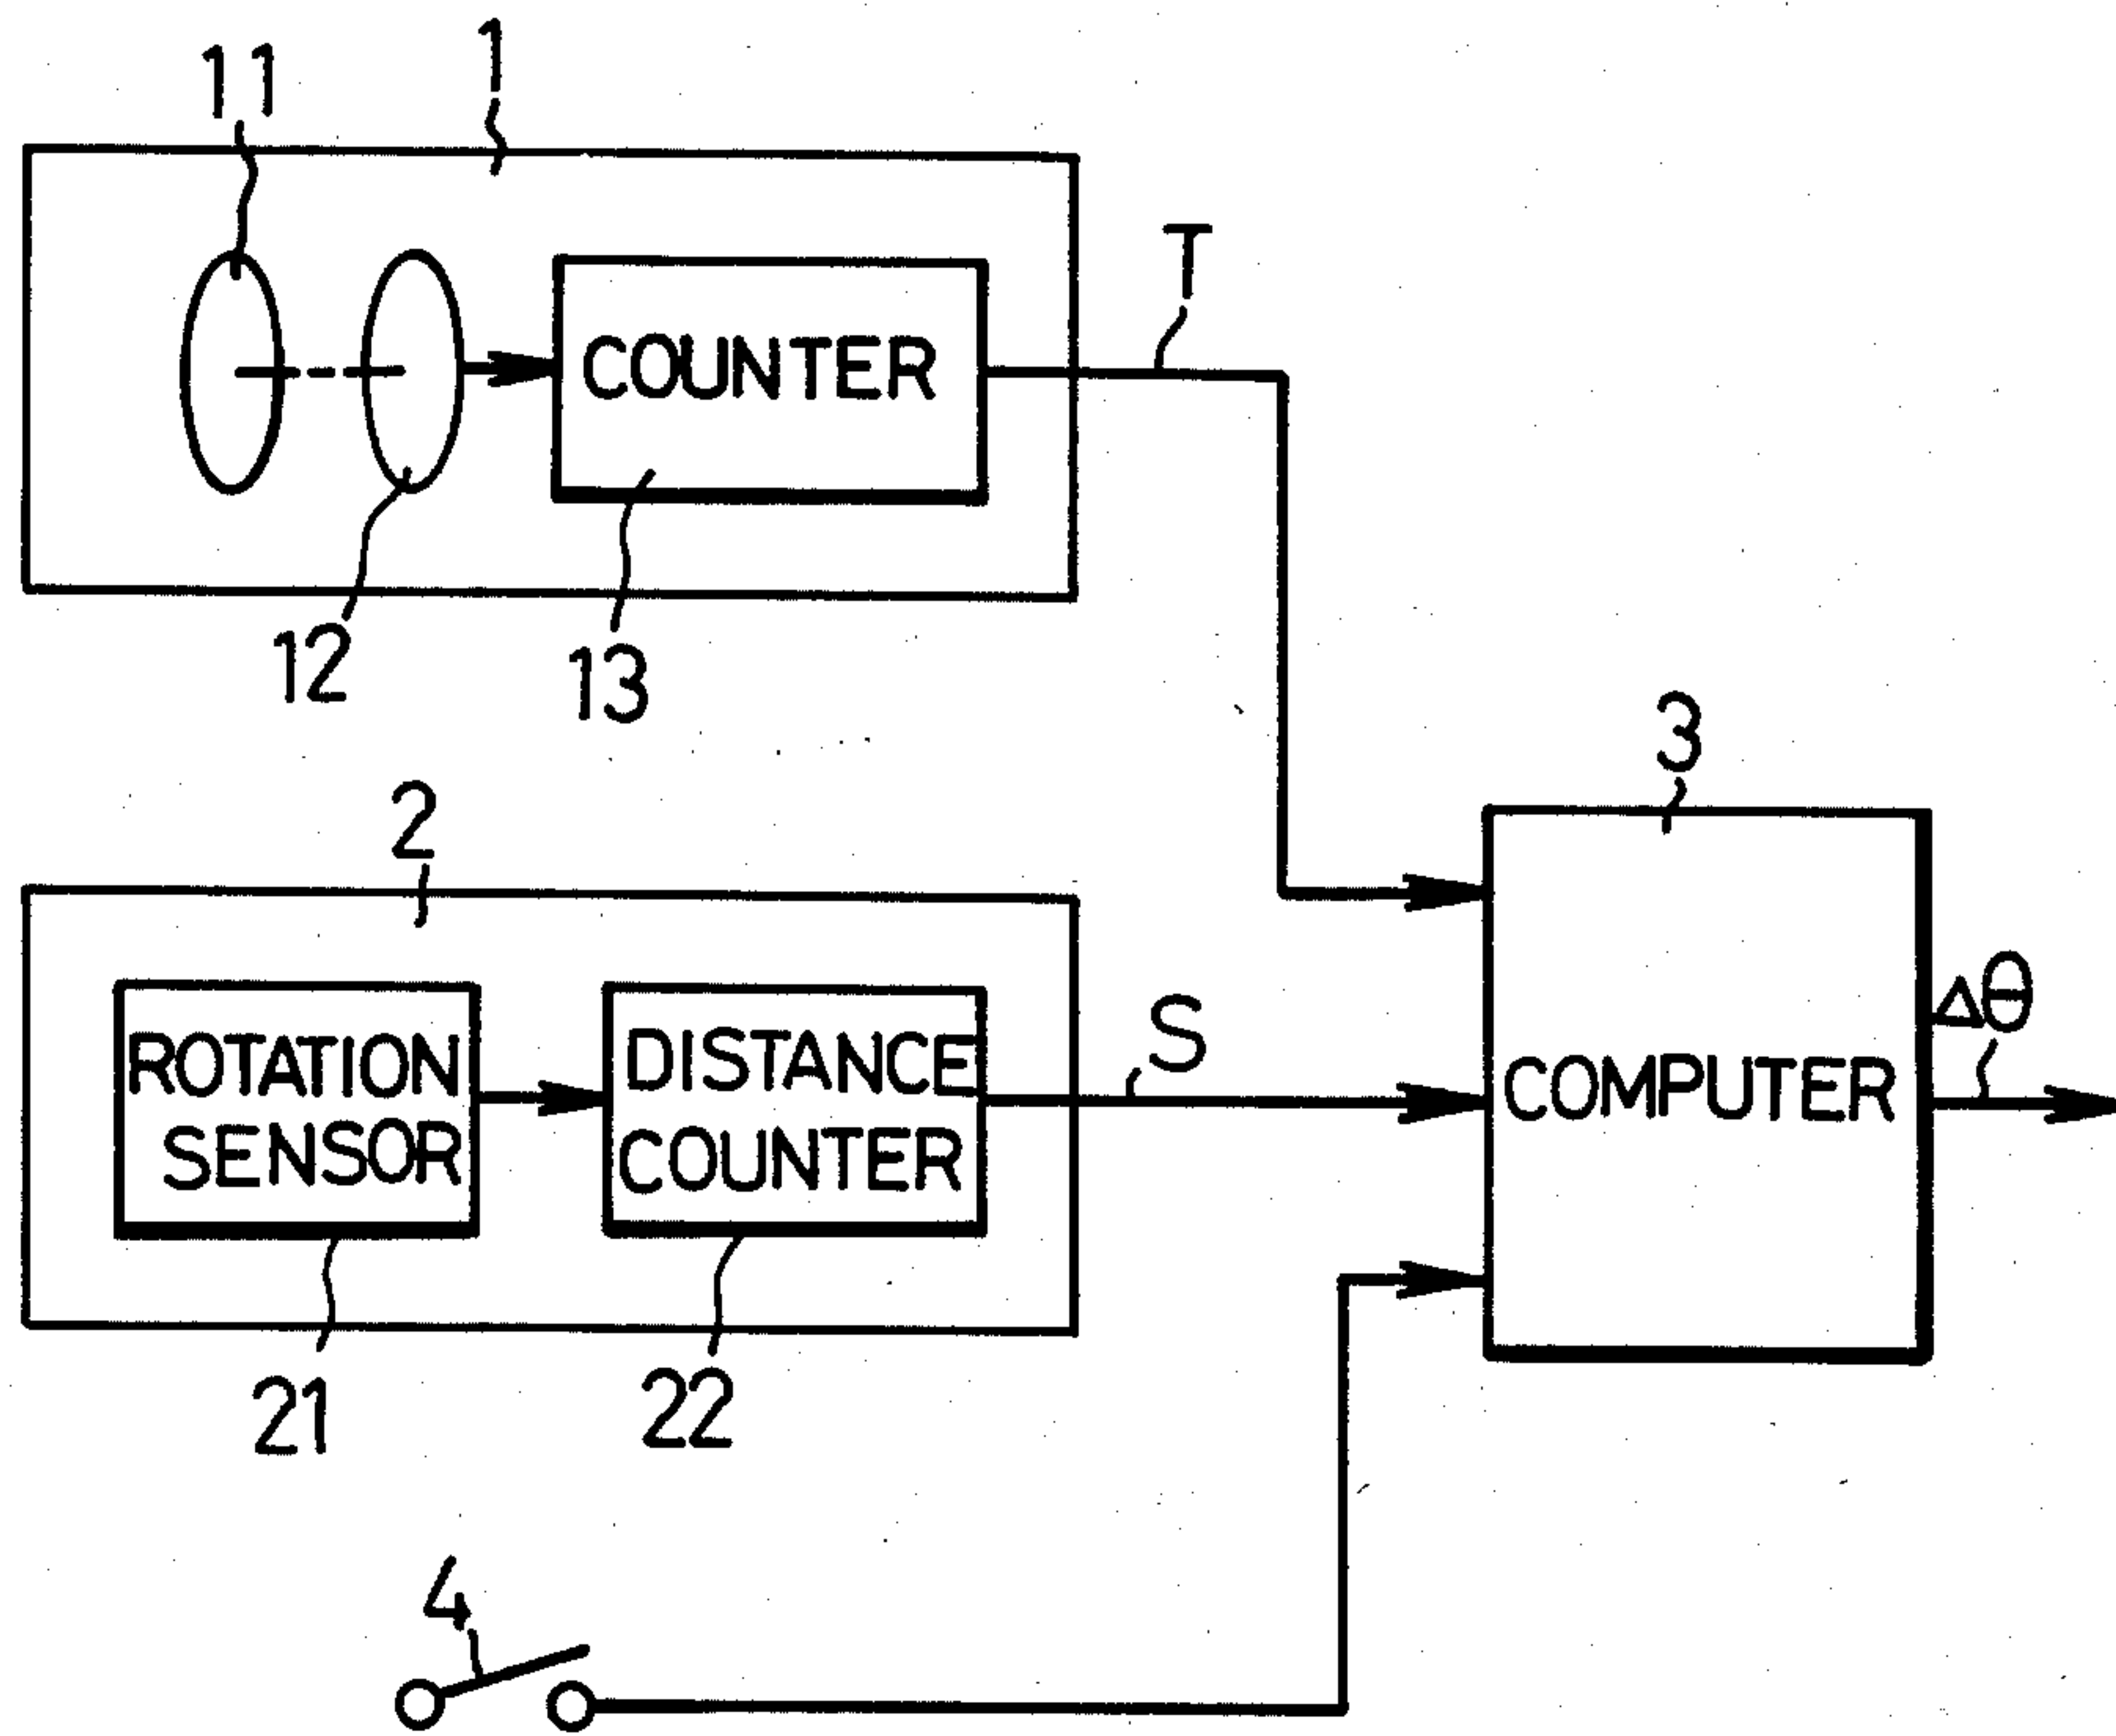 11
1
T
COUNTER
12
13
3
2
ROTATION
SENSOR
DISTANCE
COUNTER
S
Δθ
COMPUTER
21
22
4